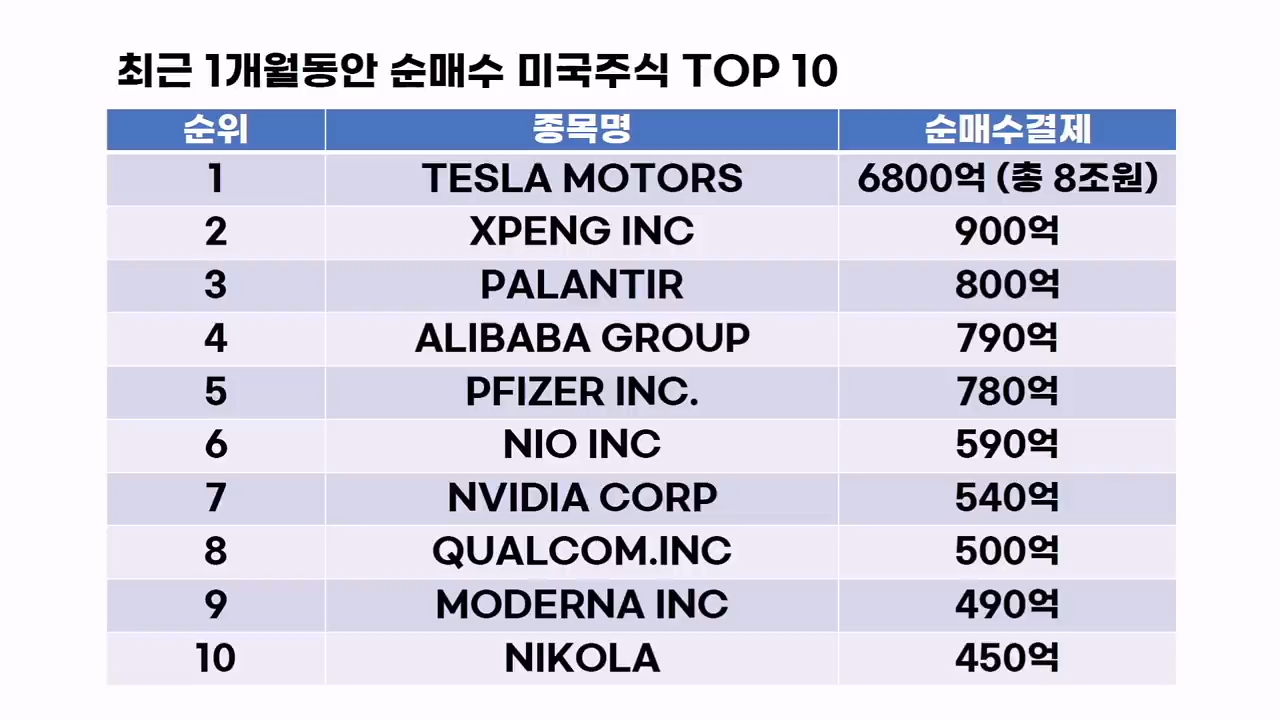 최근 1개월동안 순매수 미국주식 TOP 10
순위 종목명 순매수결제
1 TESLA MOTORS 6800억 (총 8조원)
2 XPENG INC 900억
3 PALANTIR 800억
4 ALIBABA GROUP 790억
5 PFIZER INC. 780억
6 NIO INC 590억
7 NVIDIA CORP 540억
8 QUALCOM.INC 500억
9 MODERNA INC 490억
10 NIKOLA 450억